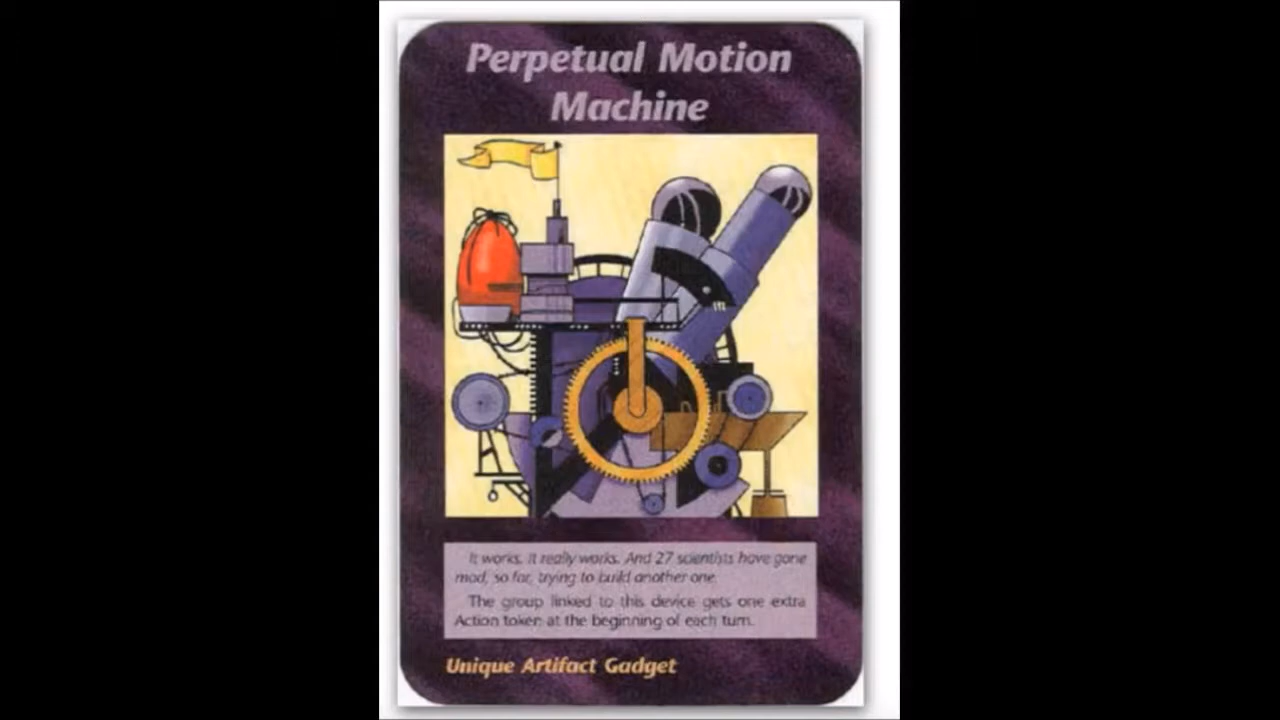 Perpetual Motion
Machine
It works. It really works. And 27 scientists have gone
mad, so far, trying to build another one.
The group linked to this device gets one extra
Action token at the beginning of each turn.
Unique Artifact Gadget